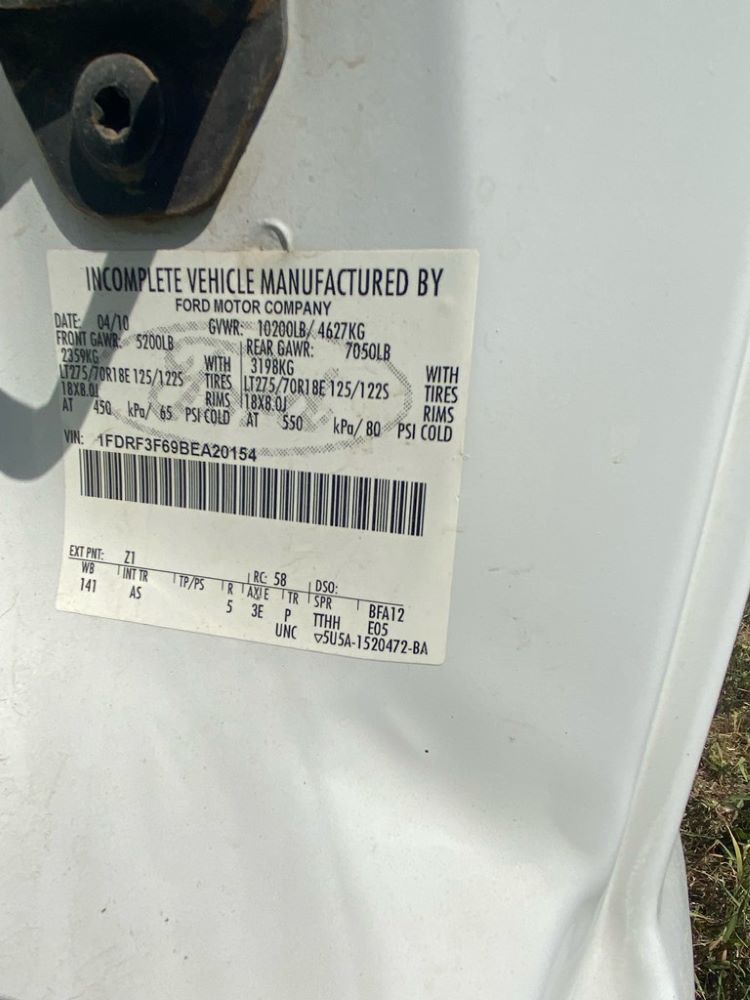 INCOMPLETE VEHICLE MANUFACTURED BY
FORD MOTOR COMPANY
DATE: 04/10 GVWR: 10200LB/ 4627KG
FRONT GAWR: 5200LB REAR GAWR: 7050LB
2359KG WITH 3198KG WITH
LT275/70R18E 125/122S TIRES LT275/70R18E 125/122S TIRES
18X8.0J RIMS 18X8.0J RIMS
AT 450 kPa/ 65 PSI COLD AT 550 kPa/ 80 PSI COLD
VIN: 1FDRF3F69BEA20154
EXT PNT: Z1 RC: 58 DSO:
WB INT TR TP/PS R AXLE TR SPR BFA12
141 AS 5 3E P TTHH E05
UNC ▽5U5A-1520472-BA